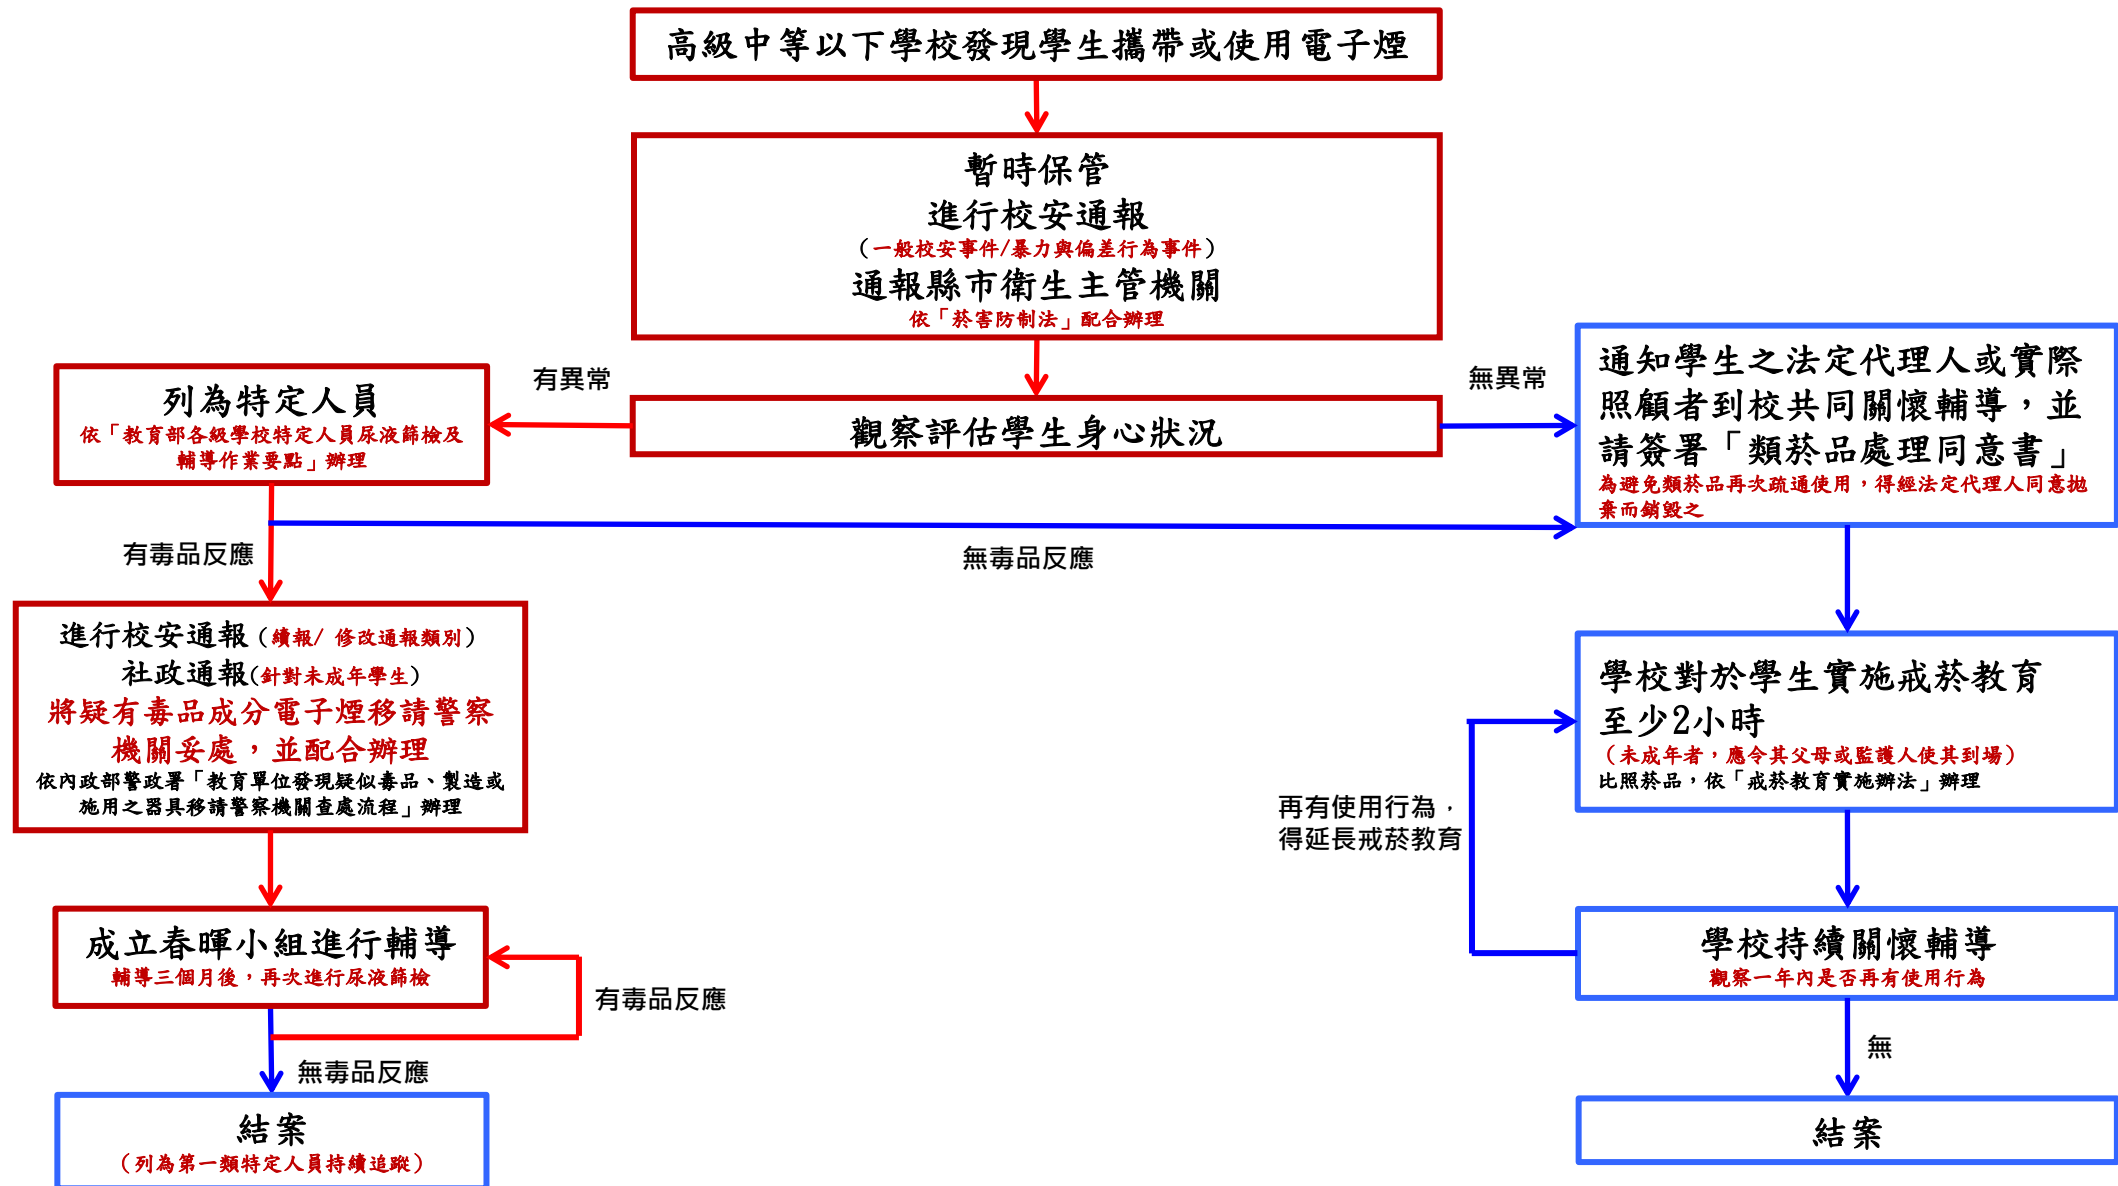 高級中等以下學校發現學生攜帶或使用電子煙
暫時保管
進行校安通報
（一般校安事件/暴力與偏差行為事件）
通報縣市衛生主管機關
依「菸害防制法」配合辦理
有異常
無異常
列為特定人員
依「教育部各級學校特定人員尿液篩檢及
輔導作業要點」辦理
觀察評估學生身心狀況
通知學生之法定代理人或實際
照顧者到校共同關懷輔導，並
請簽署「類菸品處理同意書」
為避免類菸品再次疏通使用，得經法定代理人同意拋
棄而銷毀之
有毒品反應
無毒品反應
進行校安通報（續報/ 修改通報類別）
社政通報(針對未成年學生)
將疑有毒品成分電子煙移請警察
機關妥處，並配合辦理
依內政部警政署「教育單位發現疑似毒品、製造或
施用之器具移請警察機關查處流程」辦理
學校對於學生實施戒菸教育
至少2小時
（未成年者，應令其父母或監護人使其到場）
比照菸品，依「戒菸教育實施辦法」辦理
再有使用行為，
得延長戒菸教育
成立春暉小組進行輔導
輔導三個月後，再次進行尿液篩檢
有毒品反應
學校持續關懷輔導
觀察一年內是否再有使用行為
無毒品反應
無
結案
（列為第一類特定人員持續追蹤）
結案